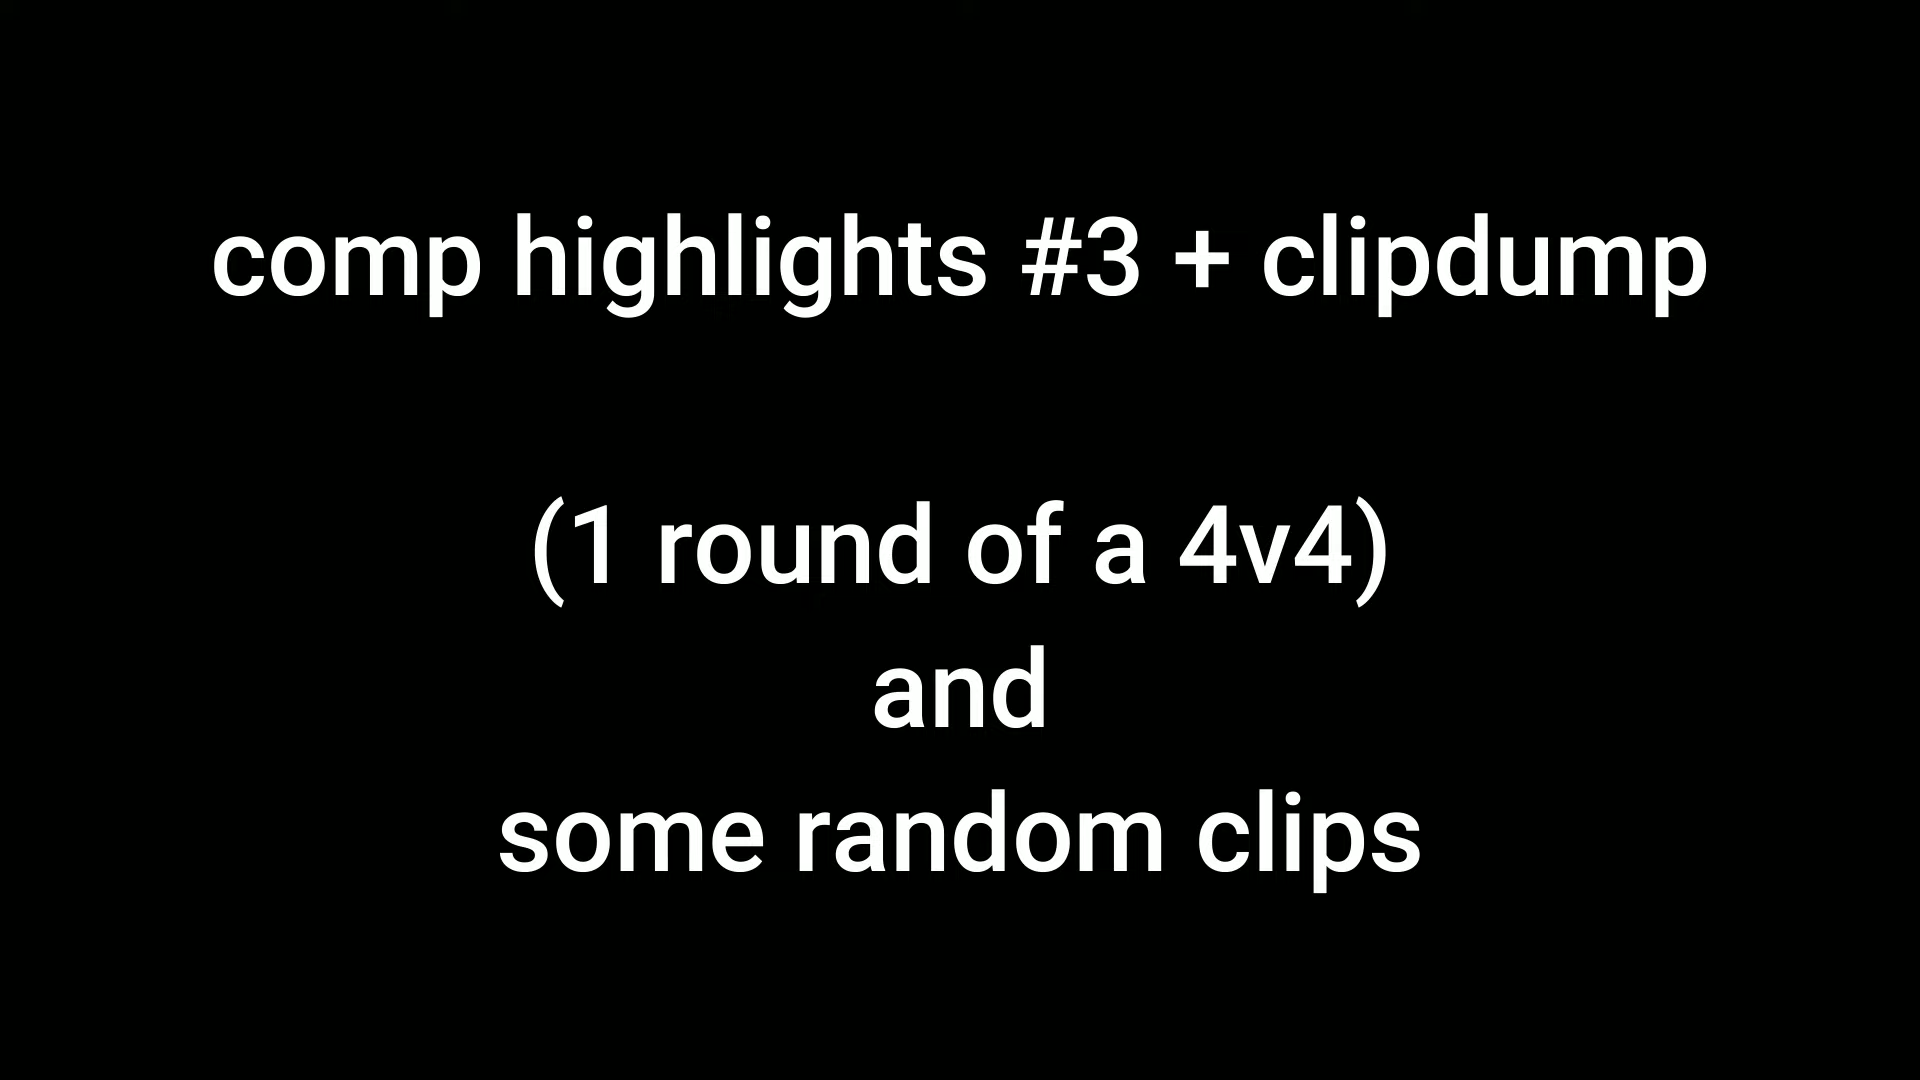 comp highlights #3 + clipdump
(1 round of a 4v4)
and
some random clips